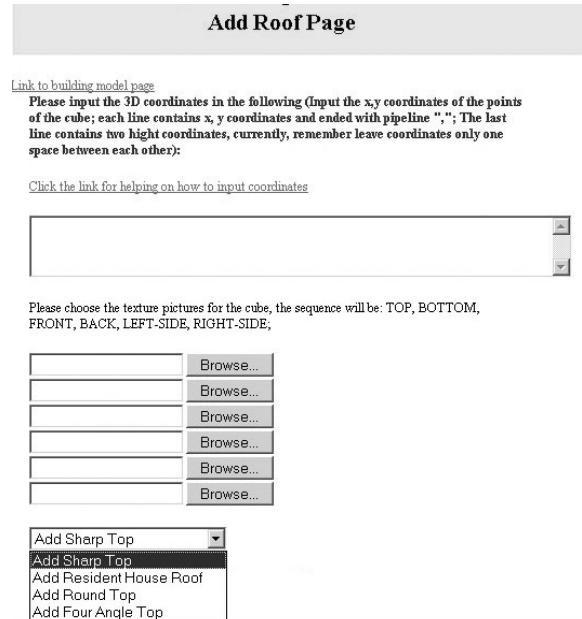 Add Roof Page
Link to building model page
Please input the 3D coordinates in the following (Input the x,y coordinates of the points
of the cube; each line contains x, y coordinates and ended with pipeline ","; The last
line contains two hight coordinates, currently, remember leave coordinates only one
space between each other):
Click the link for helping on how to input coordinates
Please choose the texture pictures for the cube, the sequence will be: TOP, BOTTOM,
FRONT, BACK, LEFT-SIDE, RIGHT-SIDE;
Browse...
Browse...
Browse...
Browse...
Browse...
Browse...
Add Sharp Top
Add Sharp Top
Add Resident House Roof
Add Round Top
Add Four Angle Top